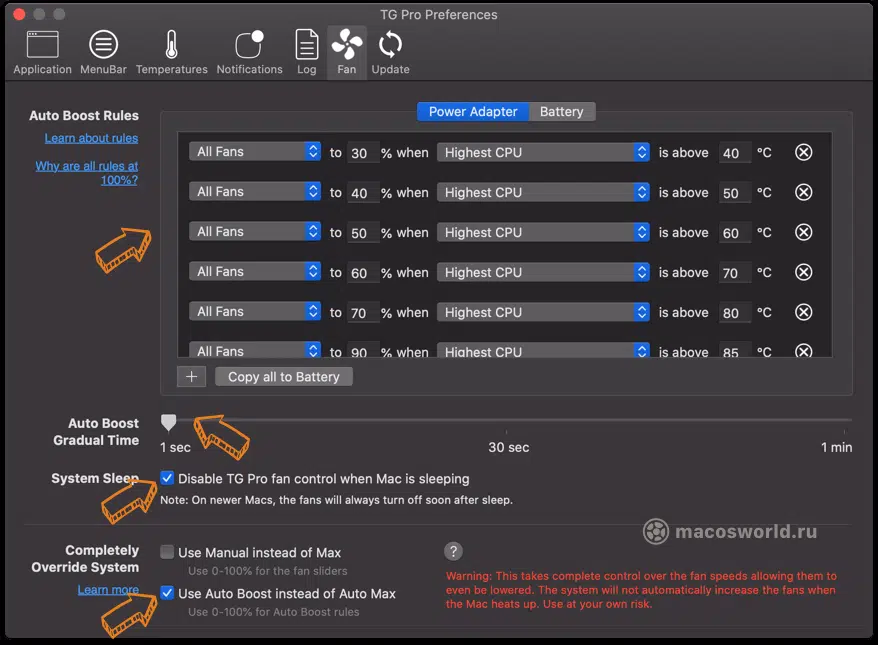 TG Pro Preferences
Application MenuBar Temperatures Notifications Log Fan Update
Auto Boost Rules
Learn about rules
Why are all rules at
100%?
Power Adapter Battery
All Fans to 30 % when Highest CPU is above 40 °C
All Fans to 40 % when Highest CPU is above 50 °C
All Fans to 50 % when Highest CPU is above 60 °C
All Fans to 60 % when Highest CPU is above 70 °C
All Fans to 70 % when Highest CPU is above 80 °C
All Fans to 90 % when Highest CPU is above 85 °C
+ Copy all to Battery
Auto Boost
Gradual Time
1 sec 30 sec 1 min
System Sleep
Disable TG Pro fan control when Mac is sleeping
Note: On newer Macs, the fans will always turn off soon after sleep.
macosworld.ru
Completely
Override System
Learn more
Use Manual instead of Max
Use 0-100% for the fan sliders
Use Auto Boost instead of Auto Max
Use 0-100% for Auto Boost rules
?
Warning: This takes complete control over the fan speeds allowing them to
even be lowered. The system will not automatically increase the fans when
the Mac heats up. Use at your own risk.